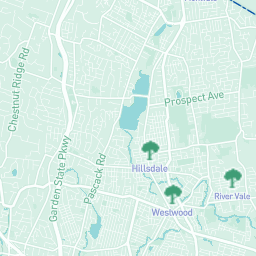 Prospect Ave
Chestnut Ridge Rd
Garden State Pkwy
Pascack Rd
Hillsdale
River Vale
Westwood